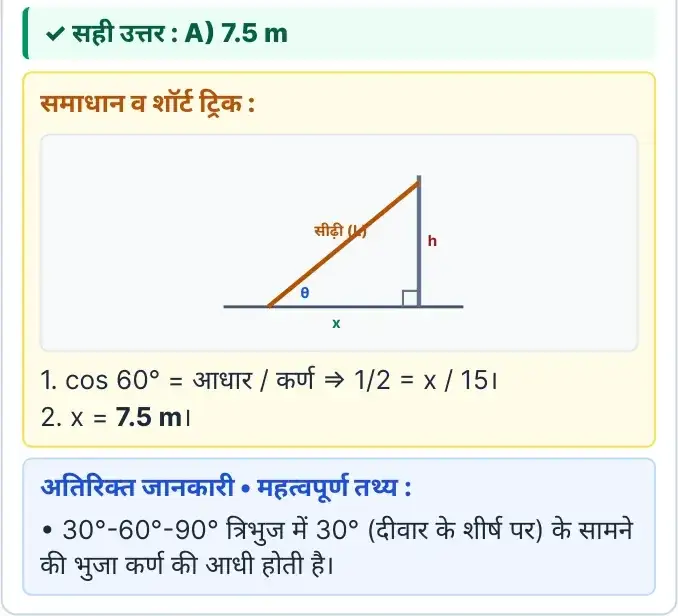 ✓ सही उत्तर : A) 7.5 m
समाधान व शॉर्ट ट्रिक :
सीढ़ी (L)
h
θ
x
1. cos 60° = आधार / कर्ण ⇒ 1/2 = x / 15।
2. x = 7.5 m।
अतिरिक्त जानकारी • महत्वपूर्ण तथ्य :
• 30°-60°-90° त्रिभुज में 30° (दीवार के शीर्ष पर) के सामने
की भुजा कर्ण की आधी होती है।